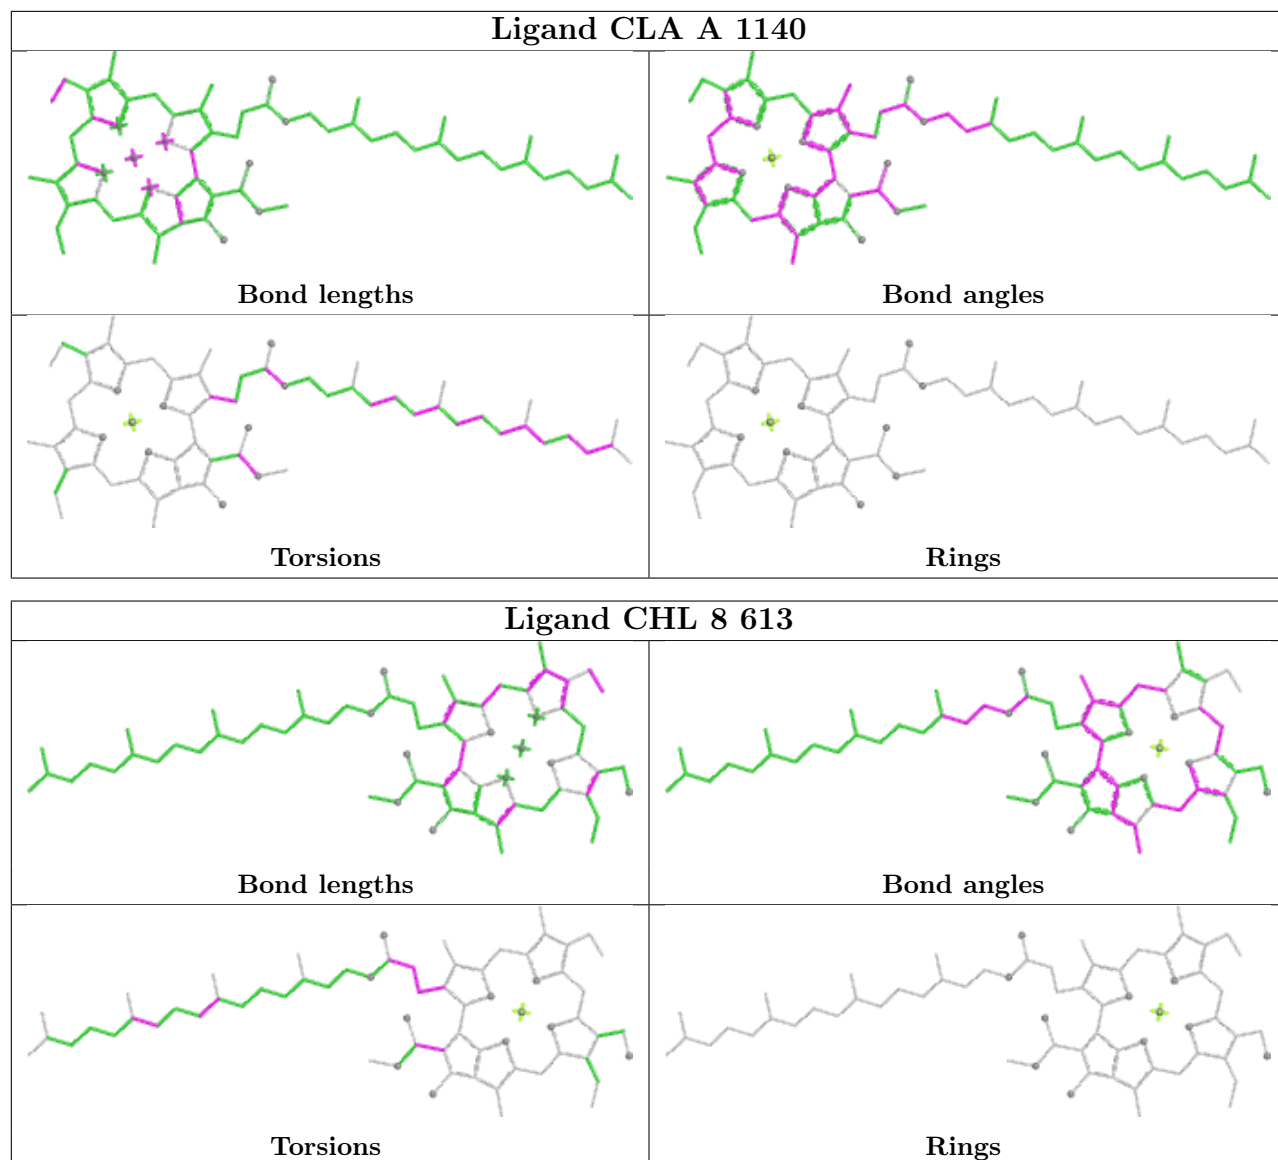 Ligand CLA A 1140
Bond lengths
Bond angles
Torsions
Rings
Ligand CHL 8 613
Bond lengths
Bond angles
Torsions
Rings